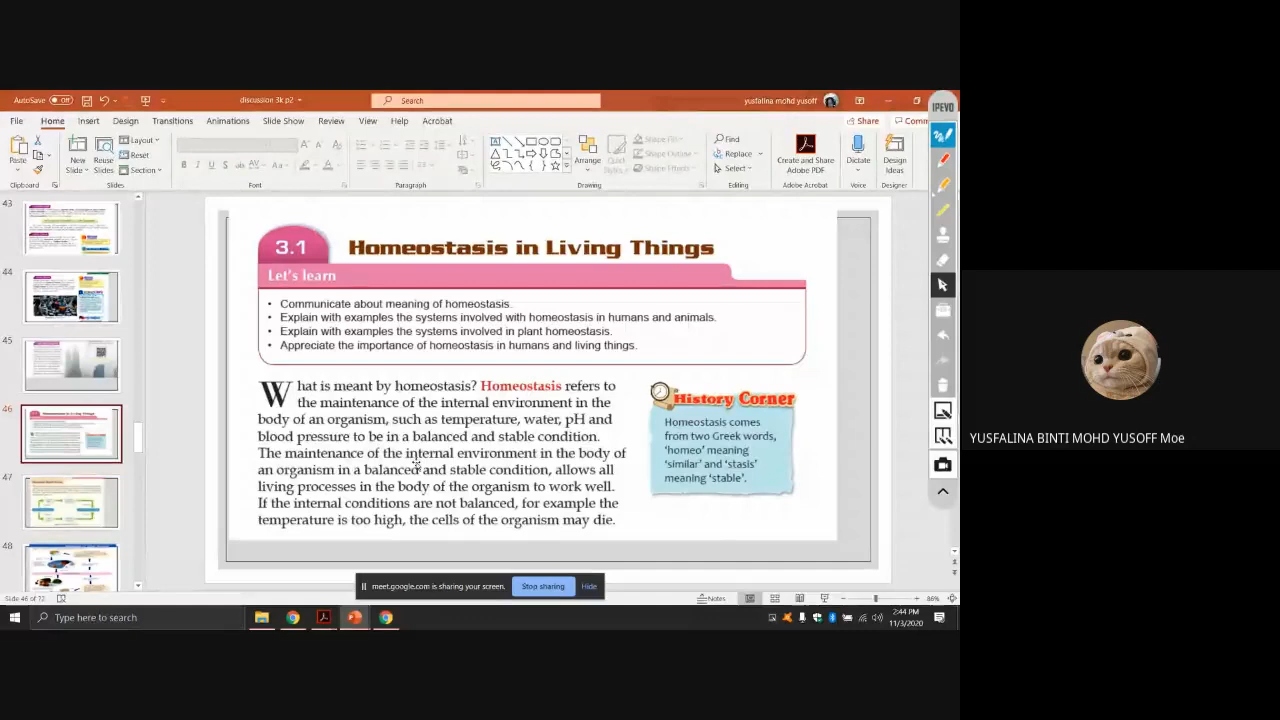 AutoSave Off
discussion 3k p2
Search
yusfalina mohd yusoff
IPEVO
File Home Insert Design Transitions Animations Slide Show Review View Help Acrobat
Share Comm
Paste
Clipboard
New Slide
Reuse Slides
Layout
Reset
Section
Slides
Font
Paragraph
Arrange
Quick Styles
Shape Fill
Shape Outline
Shape Effects
Drawing
Find
Replace
Select
Editing
Create and Share Adobe PDF
Adobe Acrobat
Dictate
Voice
Design Ideas
Designer
43
44
45
46
47
48
3.1 Homeostasis in Living Things
Let's learn
• Communicate about meaning of homeostasis.
• Explain with examples the systems involved with homeostasis in humans and animals.
• Explain with examples the systems involved in plant homeostasis.
• Appreciate the importance of homeostasis in humans and living things.
What is meant by homeostasis? Homeostasis refers to
the maintenance of the internal environment in the
body of an organism, such as temperature, water, pH and
blood pressure to be in a balanced and stable condition.
The maintenance of the internal environment in the body of
an organism in a balanced and stable condition, allows all
living processes in the body of the organism to work well.
If the internal conditions are not balanced, for example the
temperature is too high, the cells of the organism may die.
History Corner
Homeostasis comes
from two Greek words,
'homeo' meaning
'similar' and 'stasis'
meaning 'stable'.
YUSFALINA BINTI MOHD YUSOFF Moe
meet.google.com is sharing your screen. Stop sharing Hide
Slide 46 of 72
Notes
86%
Type here to search
2:44 PM
11/3/2020